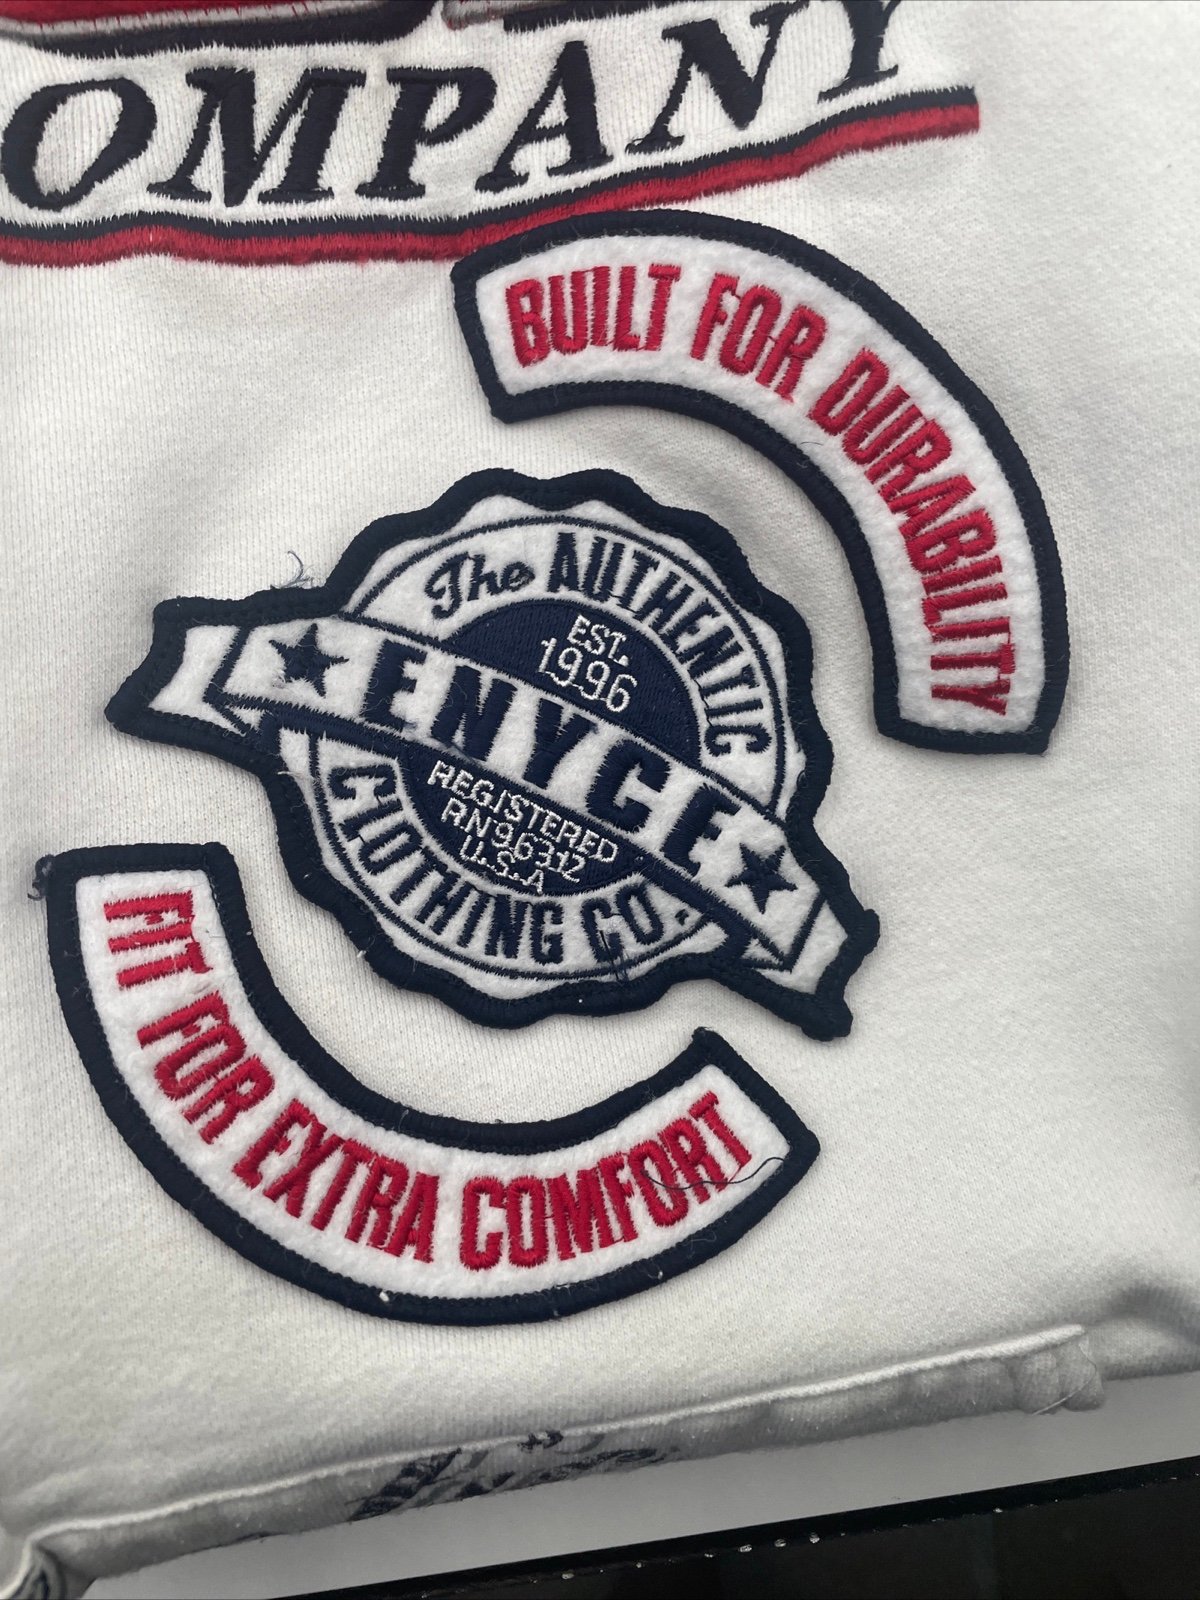 OMPANY
BUILT FOR DURABILITY
The AUTHENTIC
EST.
1996
ENYCE
REGISTERED
RN96312
U.S.A
CLOTHING CO.
FIT FOR EXTRA COMFORT